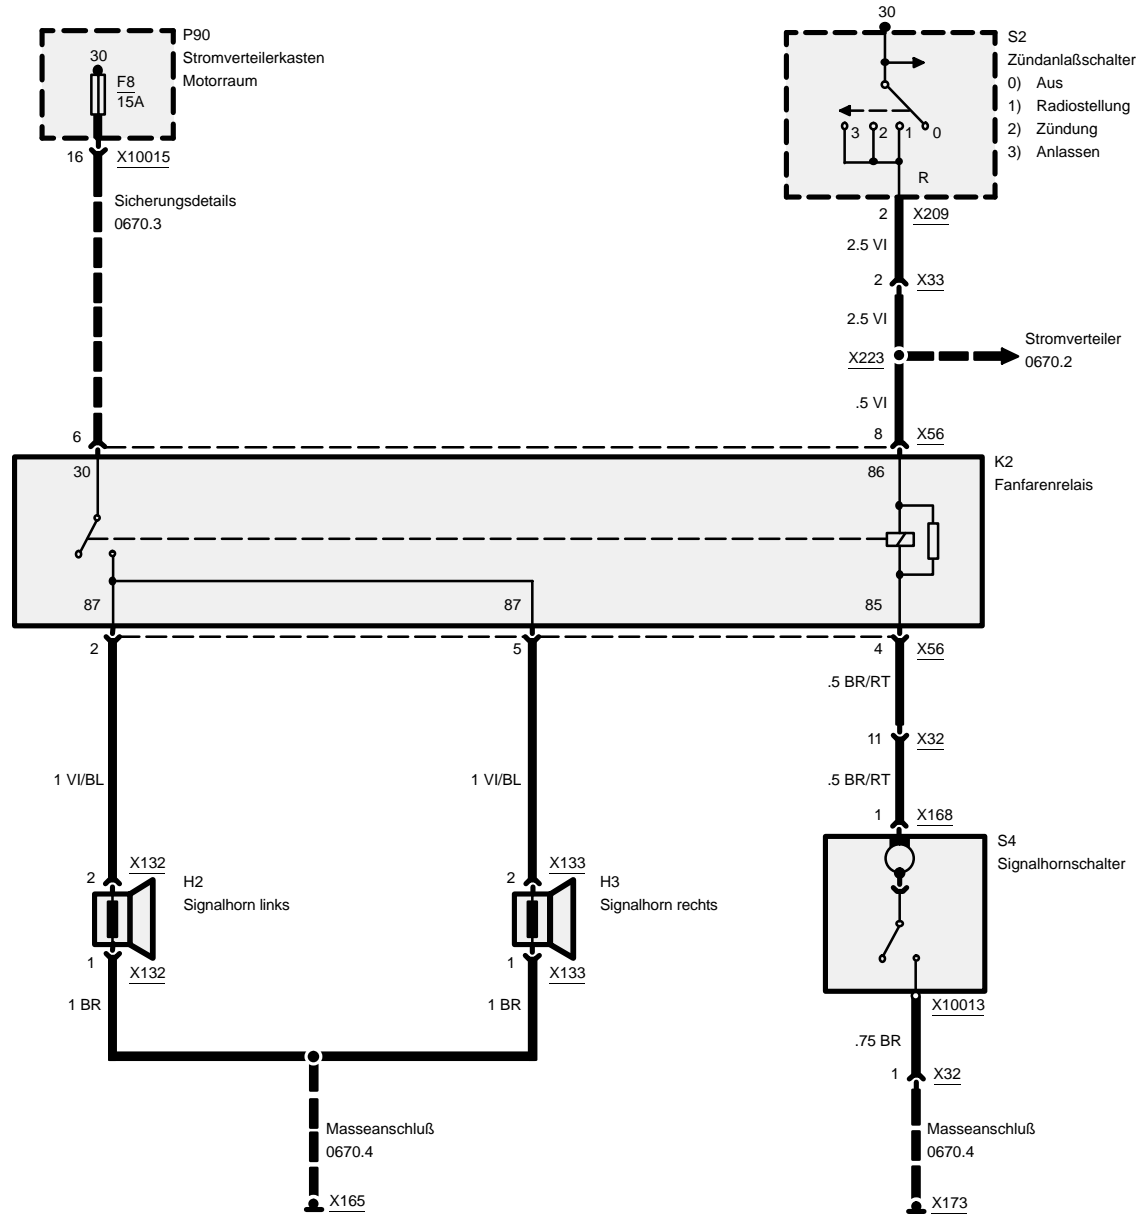 P90
Stromverteilerkasten
Motorraum
30
F8
15A
16 X10015
Sicherungsdetails
0670.3
30
S2
Zündanlaßschalter
0) Aus
1) Radiostellung
2) Zündung
3) Anlassen
3 2 1 0
R
2 X209
2.5 VI
2 X33
2.5 VI
X223
Stromverteiler
0670.2
.5 VI
6
8 X56
K2
Fanfarenrelais
30
86
87
87
85
2
5
4 X56
.5 BR/RT
11 X32
1 VI/BL
1 VI/BL
.5 BR/RT
1 X168
S4
Signalhornschalter
2 X132
H2
Signalhorn links
1 X132
1 BR
2 X133
H3
Signalhorn rechts
1 X133
1 BR
X10013
.75 BR
1 X32
Masseanschluß
0670.4
X165
Masseanschluß
0670.4
X173